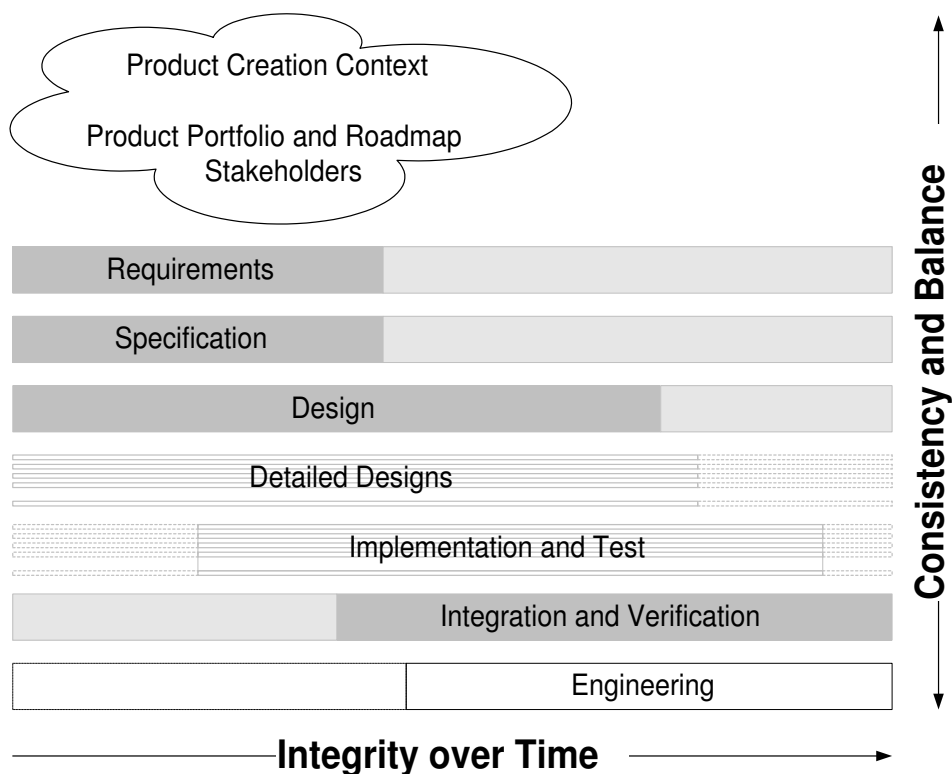 Product Creation Context
Product Portfolio and Roadmap
Stakeholders
Requirements
Specification
Design
Detailed Designs
Implementation and Test
Integration and Verification
Engineering
Integrity over Time
Consistency and Balance